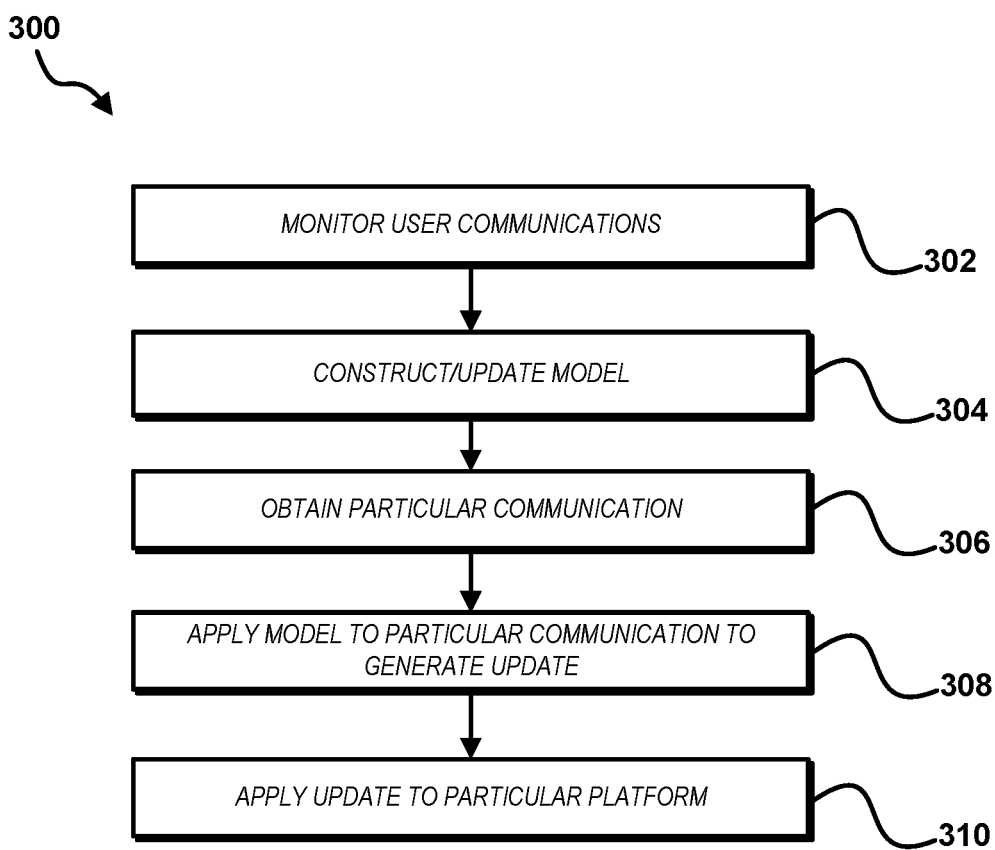 300
MONITOR USER COMMUNICATIONS
302
CONSTRUCT/UPDATE MODEL
304
OBTAIN PARTICULAR COMMUNICATION
306
APPLY MODEL TO PARTICULAR COMMUNICATION TO
GENERATE UPDATE
308
APPLY UPDATE TO PARTICULAR PLATFORM
310